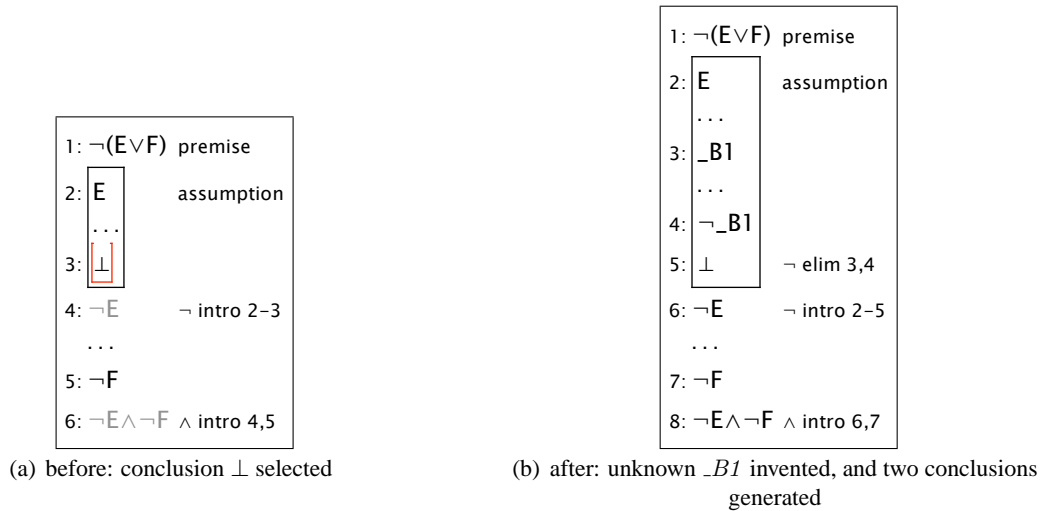 1: ¬(E∨F) premise
2: E assumption
...
3: ⊥
4: ¬E ¬ intro 2–3
...
5: ¬F
6: ¬E∧¬F ∧ intro 4,5
(a) before: conclusion ⊥ selected
1: ¬(E∨F) premise
2: E assumption
...
3: _B1
...
4: ¬_B1
5: ⊥ ¬ elim 3,4
6: ¬E ¬ intro 2–5
...
7: ¬F
8: ¬E∧¬F ∧ intro 6,7
(b) after: unknown _B1 invented, and two conclusions
generated